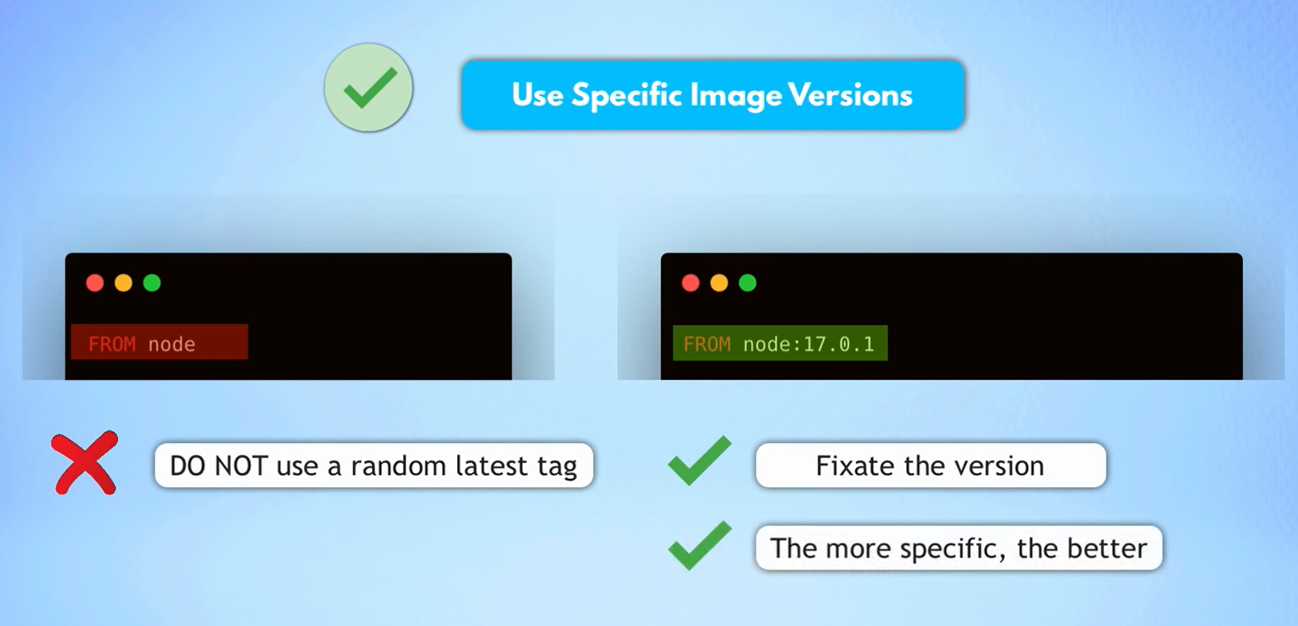 Use Specific Image Versions
FROM node
FROM node:17.0.1
DO NOT use a random latest tag
Fixate the version
The more specific, the better